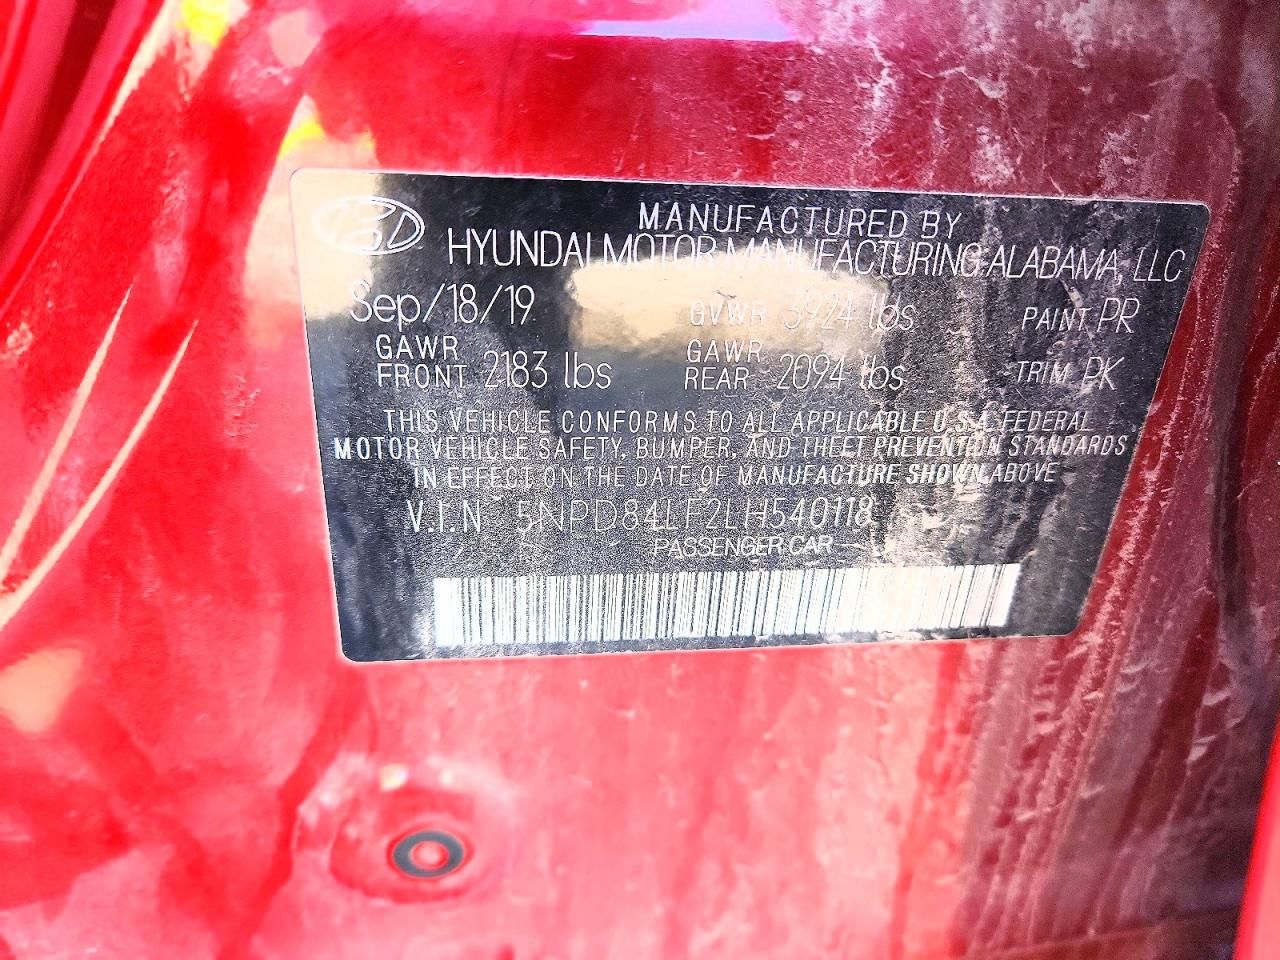 MANUFACTURED BY
HYUNDAI MOTOR MANUFACTURING ALABAMA, LLC
Sep/18/19 GVWR 3924 lbs PAINT PR
GAWR FRONT 2183 lbs GAWR REAR 2094 lbs TRIM PK
THIS VEHICLE CONFORMS TO ALL APPLICABLE U.S.A. FEDERAL
MOTOR VEHICLE SAFETY, BUMPER, AND THEFT PREVENTION STANDARDS
IN EFFECT ON THE DATE OF MANUFACTURE SHOWN ABOVE
V.I.N 5NPD84LF2LH540118
PASSENGER CAR